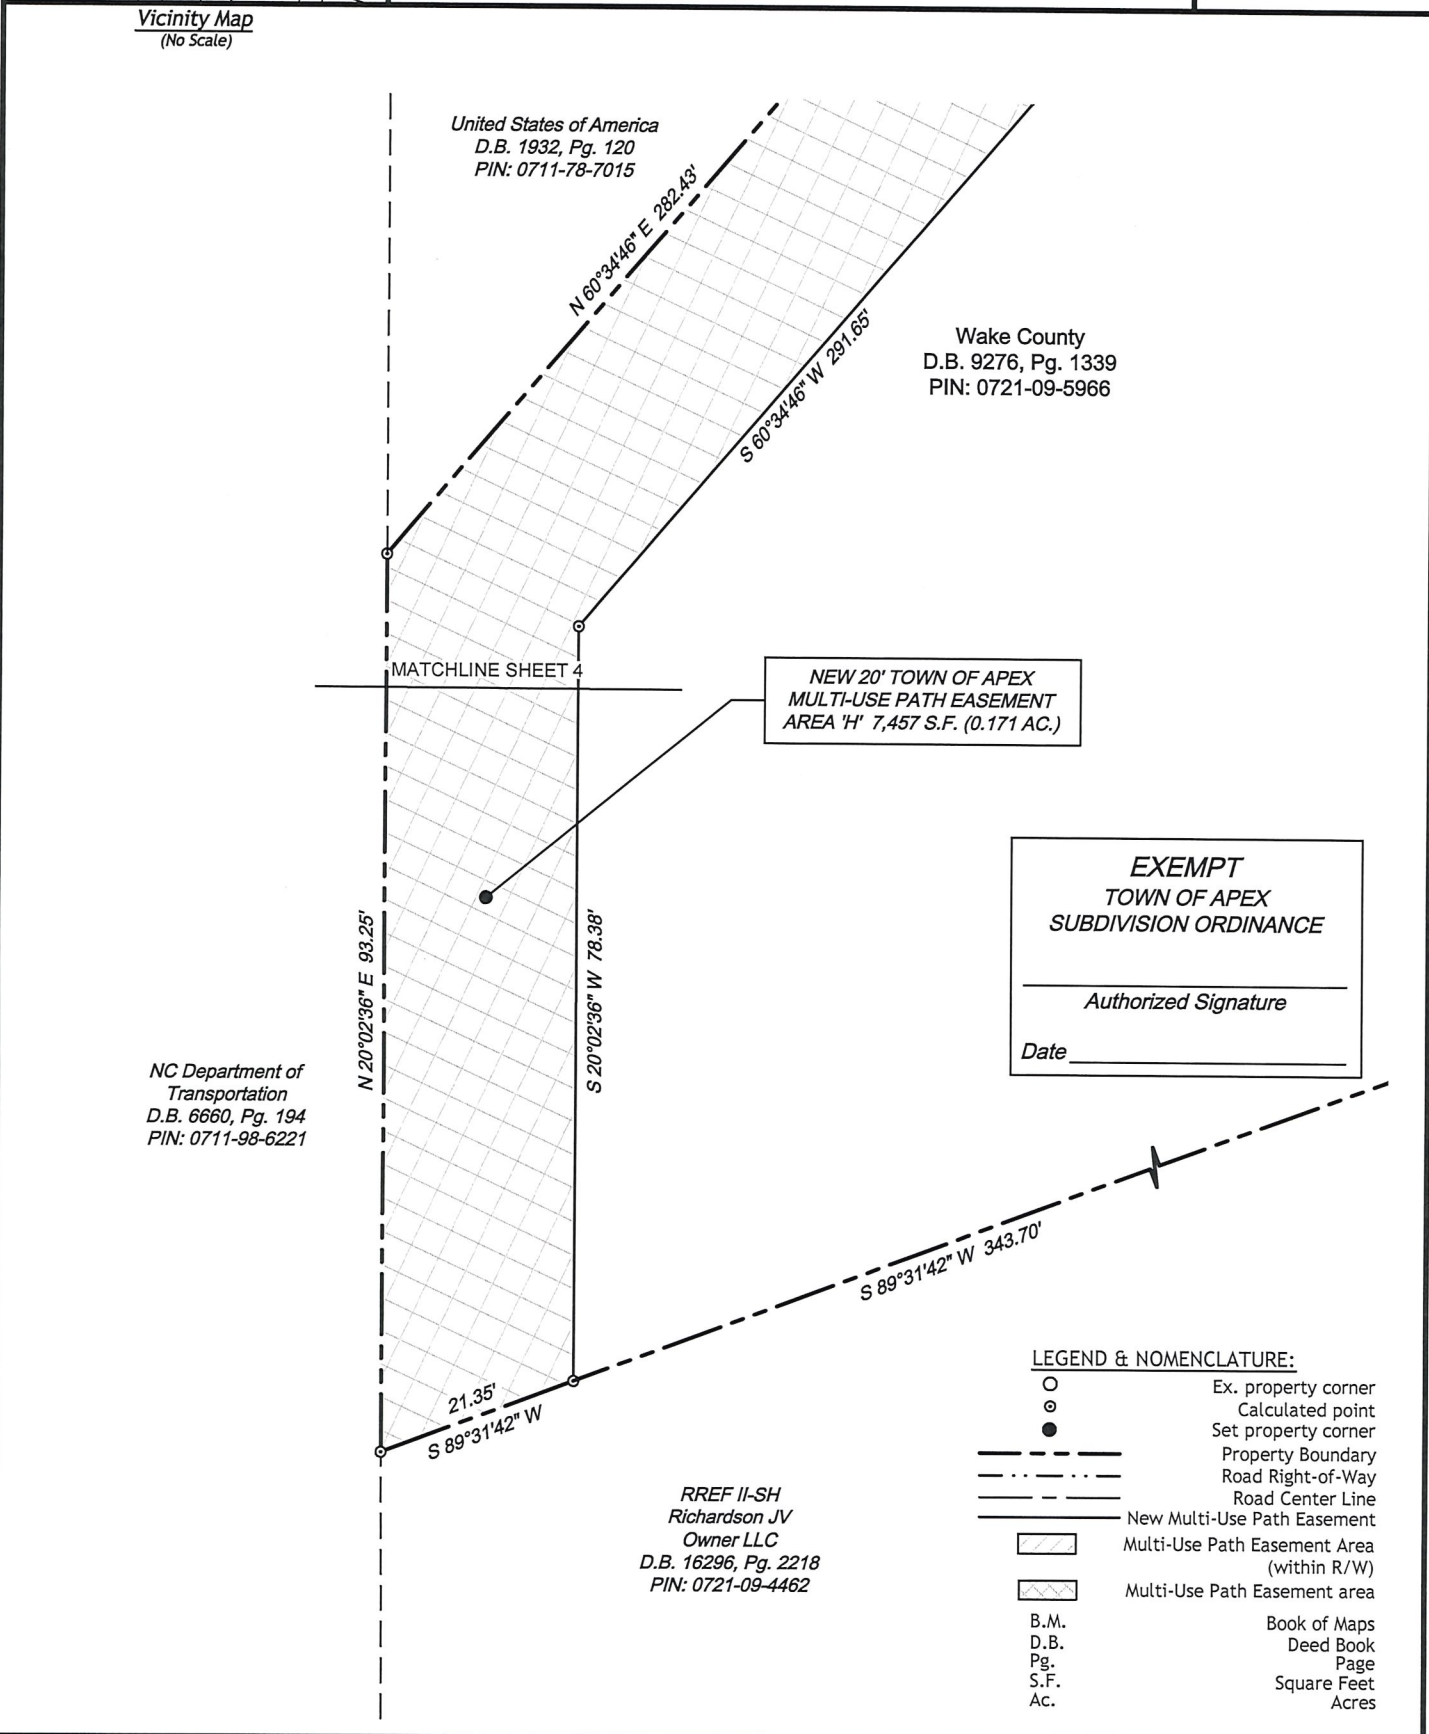 Vicinity Map
(No Scale)
United States of America
D.B. 1932, Pg. 120
PIN: 0711-78-7015
N 60°34'46" E 282.43'
S 60°34'46" W 291.65'
Wake County
D.B. 9276, Pg. 1339
PIN: 0721-09-5966
MATCHLINE SHEET 4
NEW 20' TOWN OF APEX
MULTI-USE PATH EASEMENT
AREA 'H' 7,457 S.F. (0.171 AC.)
EXEMPT
TOWN OF APEX
SUBDIVISION ORDINANCE
Authorized Signature
Date
N 20°02'36" E 93.25'
S 20°02'36" W 78.38'
NC Department of
Transportation
D.B. 6660, Pg. 194
PIN: 0711-98-6221
S 89°31'42" W 343.70'
21.35'
S 89°31'42" W
RREF II-SH
Richardson JV
Owner LLC
D.B. 16296, Pg. 2218
PIN: 0721-09-4462
LEGEND & NOMENCLATURE:
Ex. property corner
Calculated point
Set property corner
Property Boundary
Road Right-of-Way
Road Center Line
New Multi-Use Path Easement
Multi-Use Path Easement Area
(within R/W)
Multi-Use Path Easement area
B.M. Book of Maps
D.B. Deed Book
Pg. Page
S.F. Square Feet
Ac. Acres